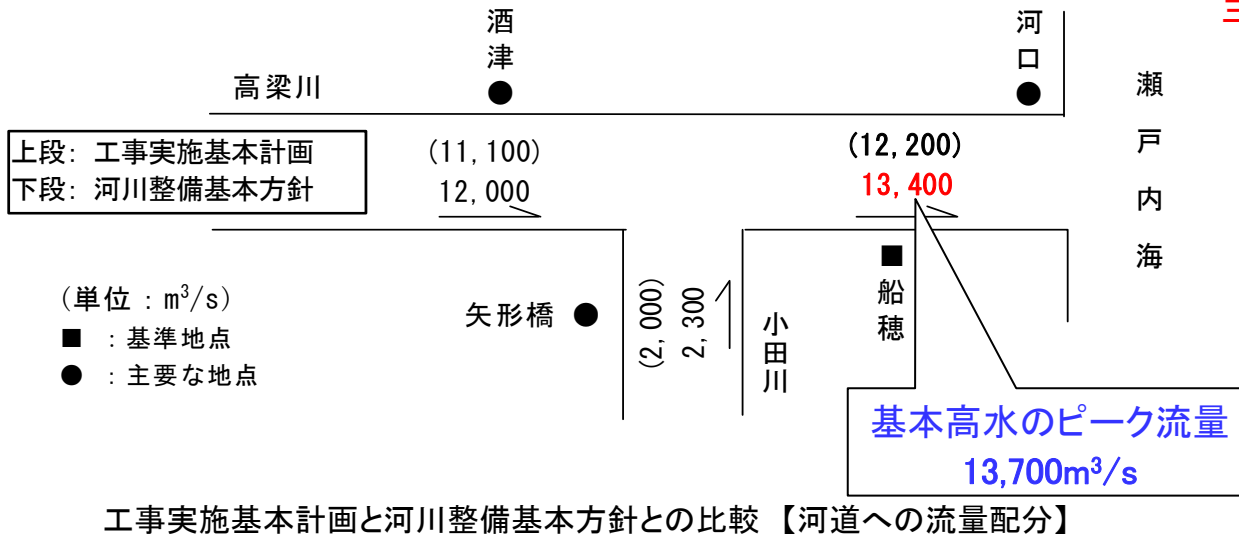 酒津
河口
三
高梁川
瀬戸内海
上段: 工事実施基本計画
下段: 河川整備基本方針
(11,100)
12,000
(12,200)
13,400
(単位：m³/s)
■ ：基準地点
● ：主要な地点
矢形橋
(2,000)
2,300
小田川
船穂
基本高水のピーク流量
13,700m³/s
工事実施基本計画と河川整備基本方針との比較 【河道への流量配分】